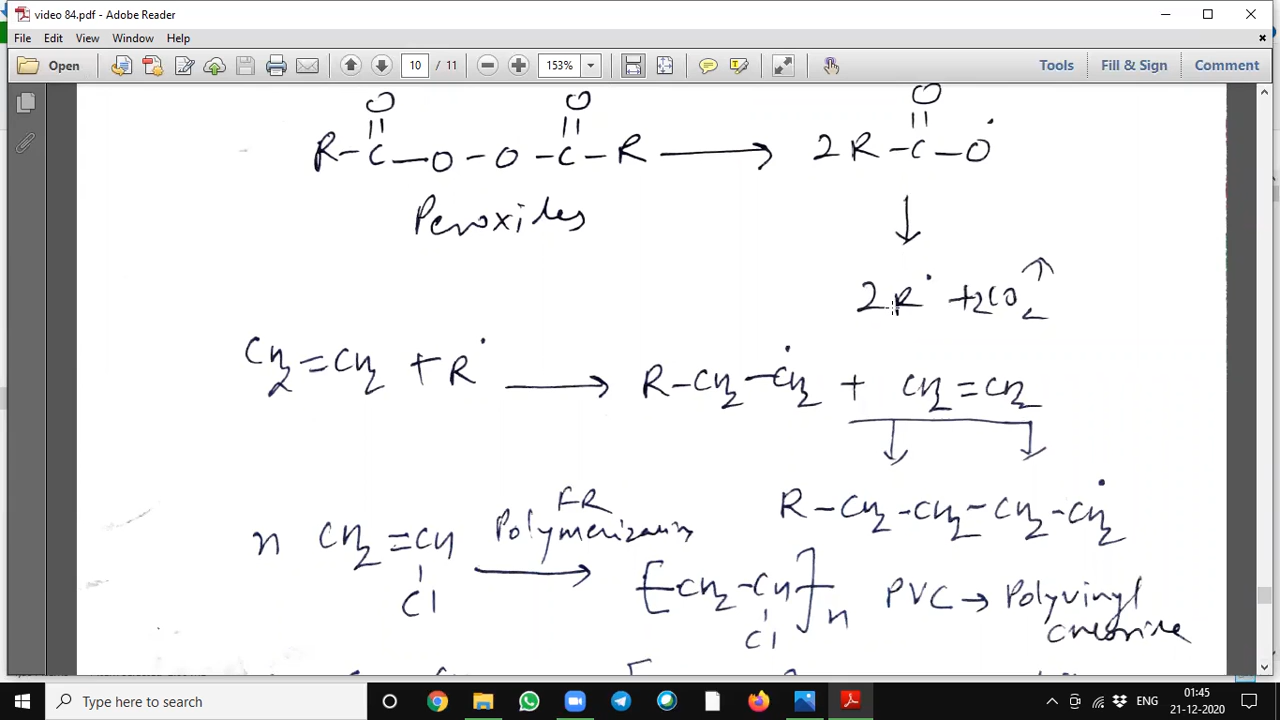 video 84.pdf - Adobe Reader
File Edit View Window Help
Open 10 / 11 153% Tools Fill & Sign Comment
O O O
|| || ||
R-C-O-O-C-R → 2R-C-O•
Peroxides
↓
2R• + 2CO2 ↑
CH2=CH2 + R• → R-CH2-CH2• + CH2=CH2
R-CH2-CH2-CH2-CH2•
FR
n CH2=CH Polymerization
Cl
[-CH2-CH-]n PVC → Polyvinyl
Cl chloride
Type here to search
ENG 01:45
21-12-2020